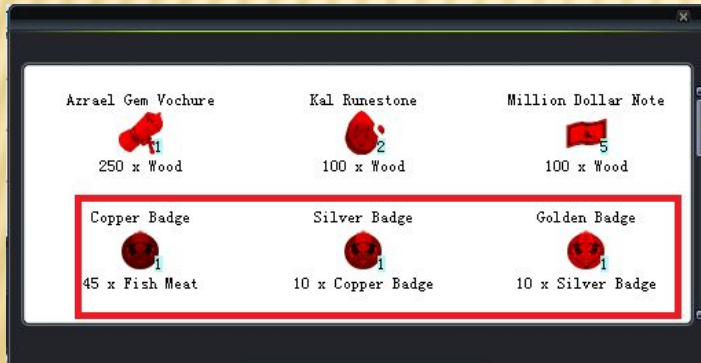 Azrael Gem Vochure Kal Runestone Million Dollar Note
1 2 5
250 x Wood 100 x Wood 100 x Wood
Copper Badge Silver Badge Golden Badge
1 1 1
45 x Fish Meat 10 x Copper Badge 10 x Silver Badge